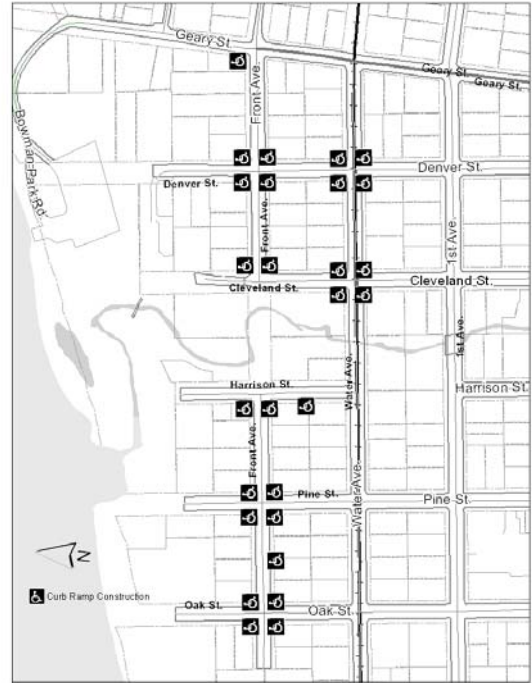 Geary St.
Geary St.
Geary St.
Bowman Park Rd.
Front Ave.
Denver St.
Denver St.
Front Ave.
1st Ave.
Cleveland St.
Cleveland St.
1st Ave.
Water Ave.
Harrison St.
Harrison St.
Front Ave.
Water Ave.
Pine St.
Pine St.
N
Curb Ramp Construction
Oak St.
Oak St.